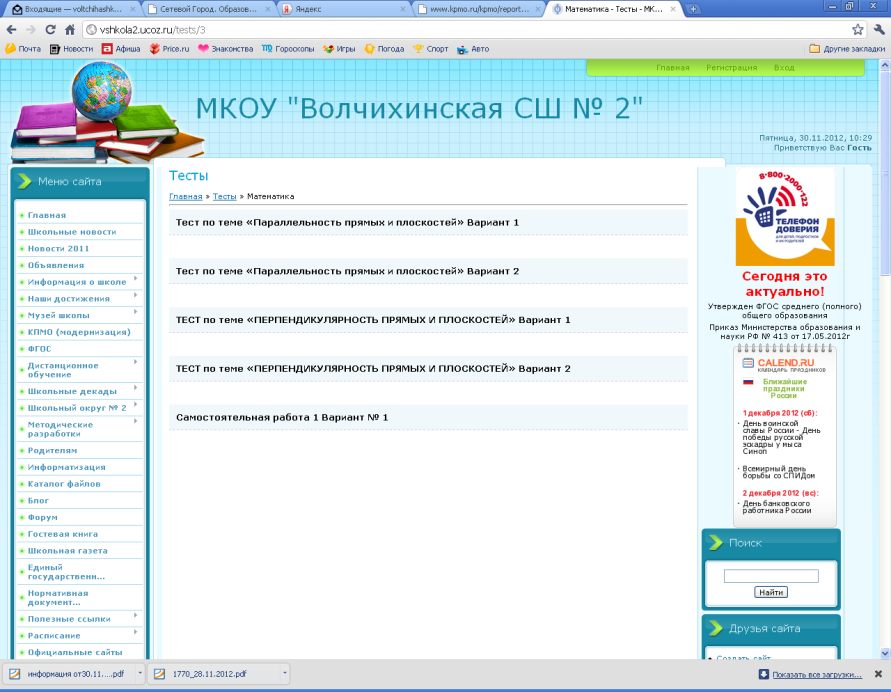 Входящие — voltchihashk...
Сетевой Город. Образов...
Яндекс
www.kpmo.ru/kpmo/report...
Математика - Тесты - МК...
vshkola2.ucoz.ru/tests/3
Почта
Новости
Афиша
Price.ru
Знакомства
Гороскопы
Игры
Погода
Спорт
Авто
Другие закладки
Главная Регистрация Вход
МКОУ "Волчихинская СШ № 2"
Пятница, 30.11.2012, 10:29
Приветствую Вас Гость
Меню сайта
Главная
Школьные новости
Новости 2011
Объявления
Информация о школе
Наши достижения
Музей школы
КПМО (модернизация)
ФГОС
Дистанционное
обучение
Школьные декады
Школьный округ № 2
Методические
разработки
Родителям
Информатизация
Каталог файлов
Блог
Форум
Гостевая книга
Школьная газета
Единый
государственн...
Нормативная
документ...
Полезные ссылки
Расписание
Официальные сайты
Тесты
Главная » Тесты » Математика
Тест по теме «Параллельность прямых и плоскостей» Вариант 1
Тест по теме «Параллельность прямых и плоскостей» Вариант 2
ТЕСТ по теме «ПЕРПЕНДИКУЛЯРНОСТЬ ПРЯМЫХ И ПЛОСКОСТЕЙ» Вариант 1
ТЕСТ по теме «ПЕРПЕНДИКУЛЯРНОСТЬ ПРЯМЫХ И ПЛОСКОСТЕЙ» Вариант 2
Самостоятельная работа 1 Вариант № 1
8-800-2000-122
ТЕЛЕФОН
ДОВЕРИЯ
для детей, подростков
и их родителей
Сегодня это
актуально!
Утвержден ФГОС среднего (полного)
общего образования
Приказ Министерства образования и
науки РФ № 413 от 17.05.2012г
CALEND.RU
КАЛЕНДАРЬ ПРАЗДНИКОВ
Ближайшие
праздники
России
1 декабря 2012 (сб):
· День воинской
славы России - День
победы русской
эскадры у мыса
Синоп
· Всемирный день
борьбы со СПИДом
2 декабря 2012 (вс):
· День банковского
работника России
Поиск
Найти
Друзья сайта
Создать сайт
информация от30.11.....pdf
1770_28.11.2012.pdf
Показать все загрузки...